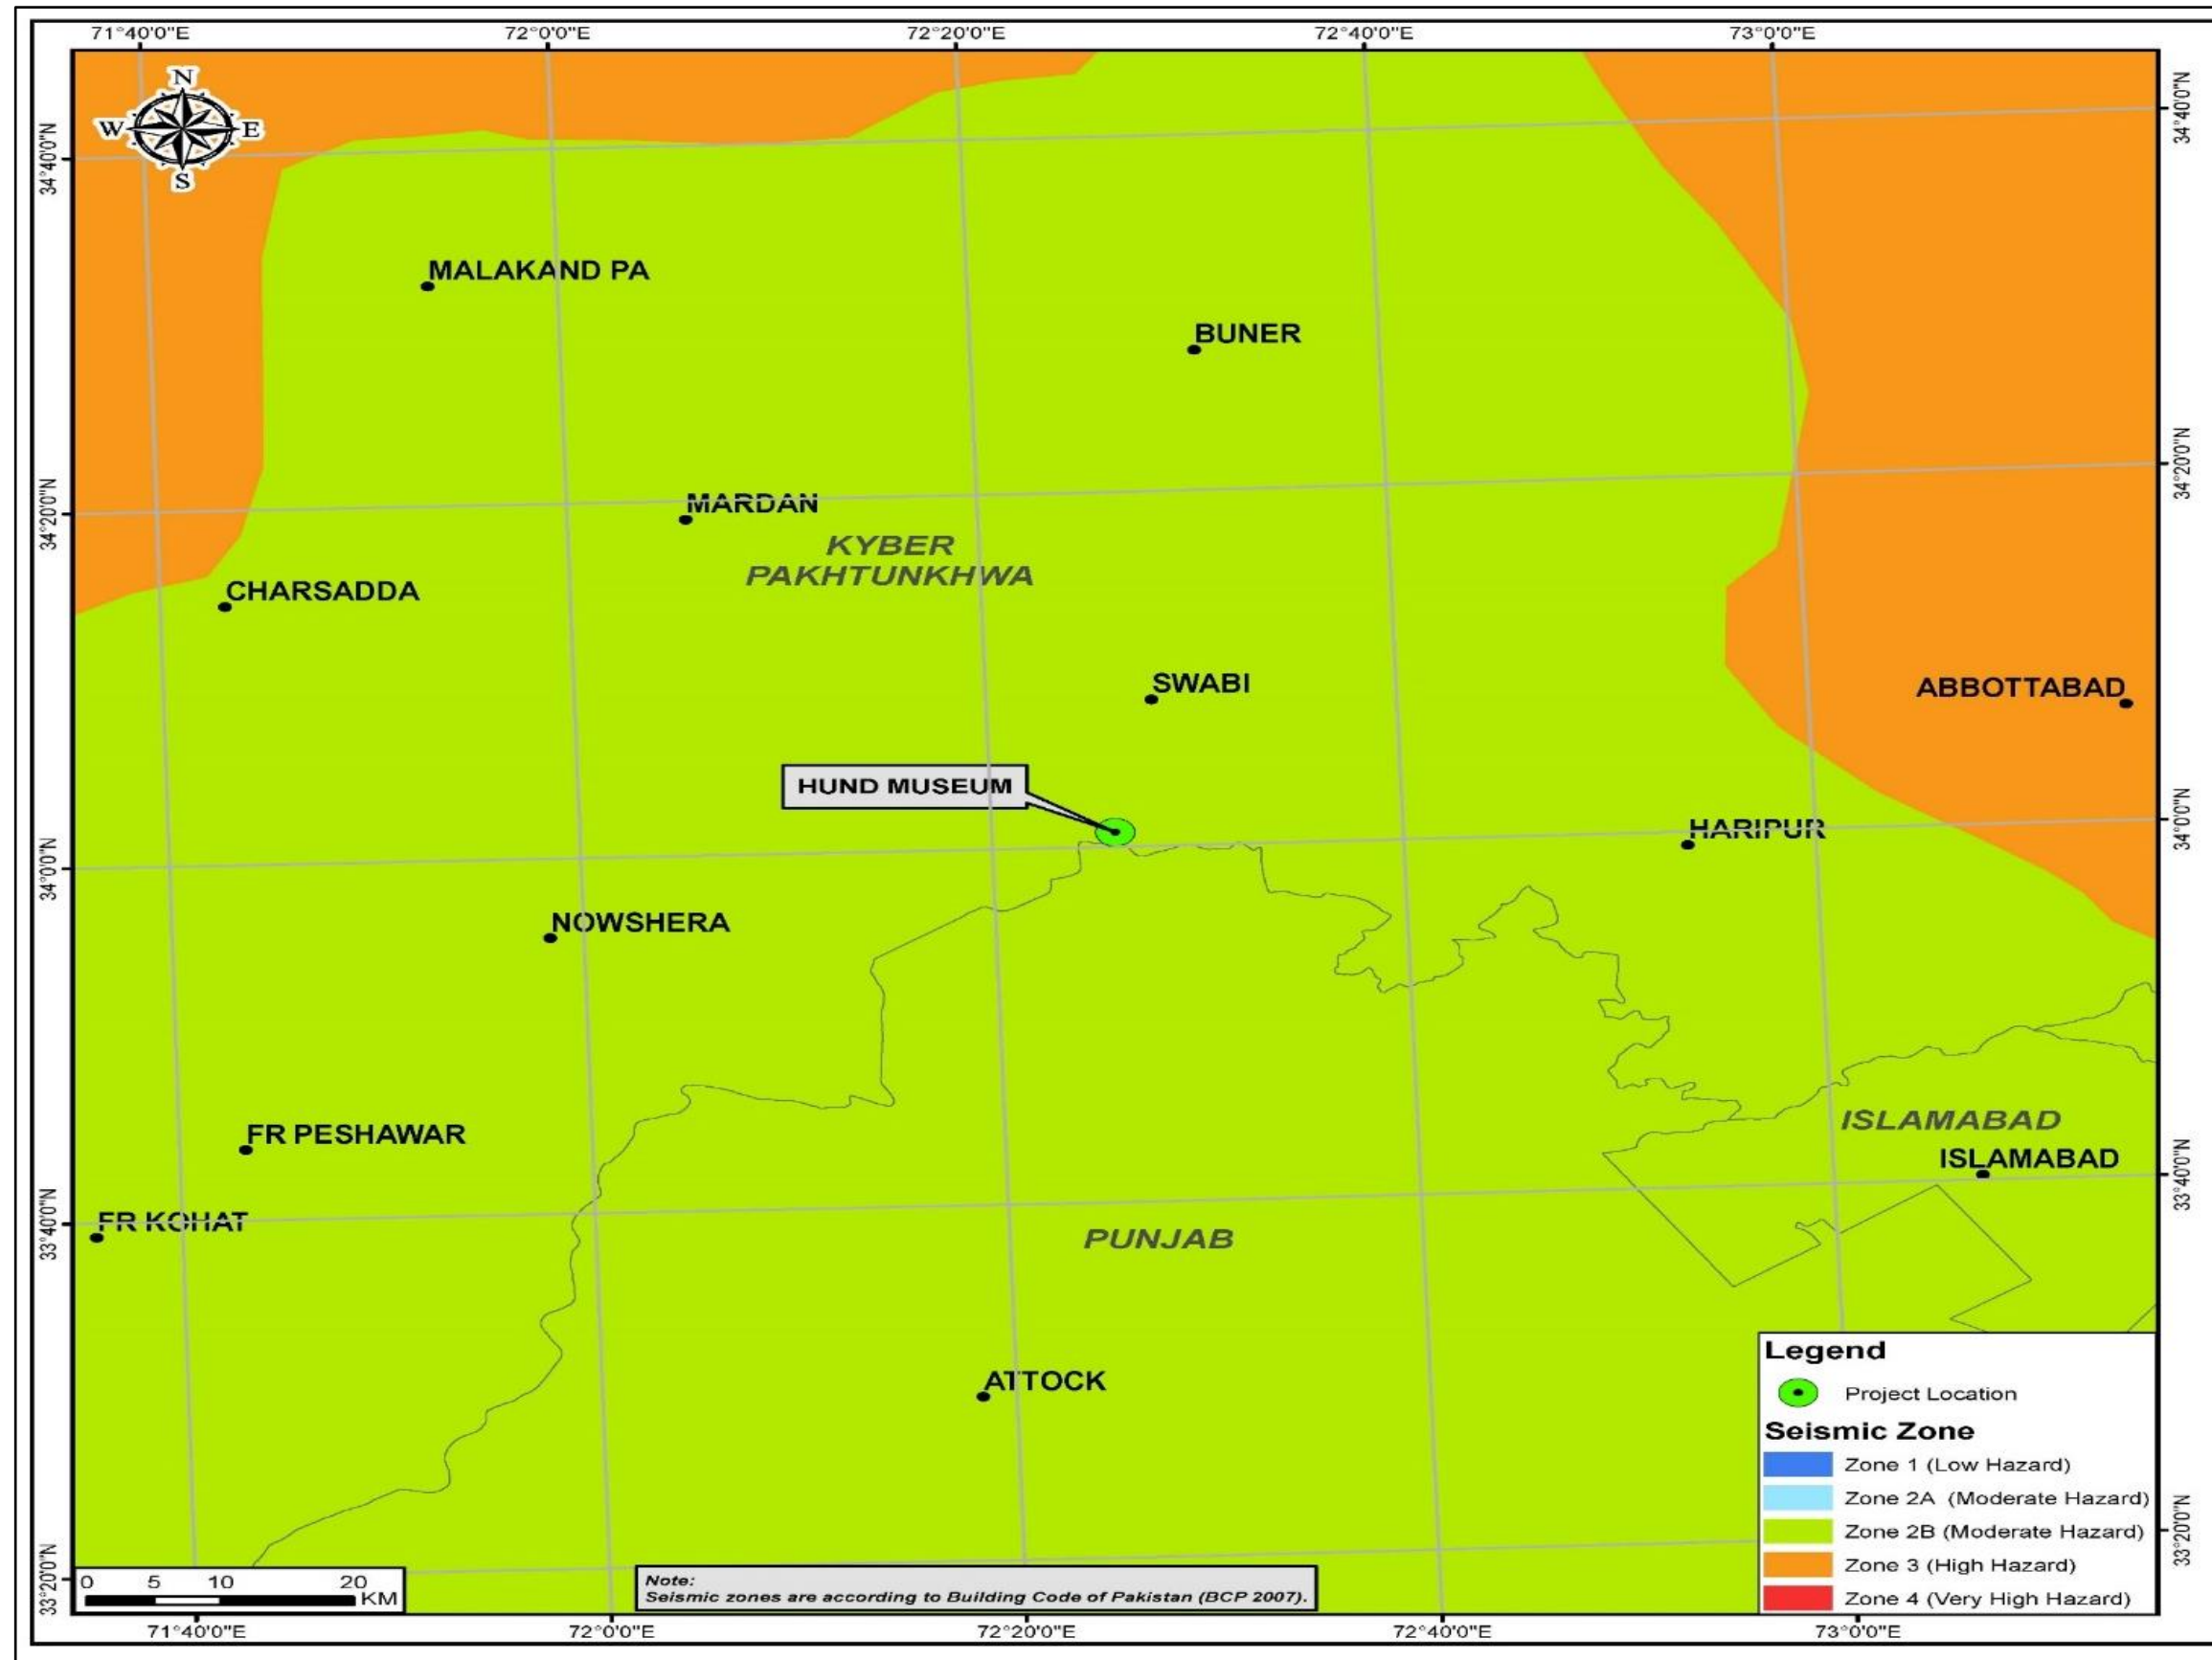 71°40'0"E 72°0'0"E 72°20'0"E 72°40'0"E 73°0'0"E
N
W E
S
34°40'0"N
34°40'0"N
MALAKAND PA
BUNER
34°20'0"N
34°20'0"N
MARDAN
KYBER
PAKHTUNKHWA
CHARSADDA
SWABI
ABBOTTABAD
HUND MUSEUM
HARIPUR
34°0'0"N
34°0'0"N
NOWSHERA
FR PESHAWAR
ISLAMABAD
ISLAMABAD
33°40'0"N
FR KOHAT
33°40'0"N
PUNJAB
ATTOCK
Legend
Project Location
Seismic Zone
Zone 1 (Low Hazard)
Zone 2A (Moderate Hazard)
Zone 2B (Moderate Hazard)
Zone 3 (High Hazard)
Zone 4 (Very High Hazard)
33°20'0"N
33°20'0"N
0 5 10 20
KM
Note:
Seismic zones are according to Building Code of Pakistan (BCP 2007).
71°40'0"E 72°0'0"E 72°20'0"E 72°40'0"E 73°0'0"E